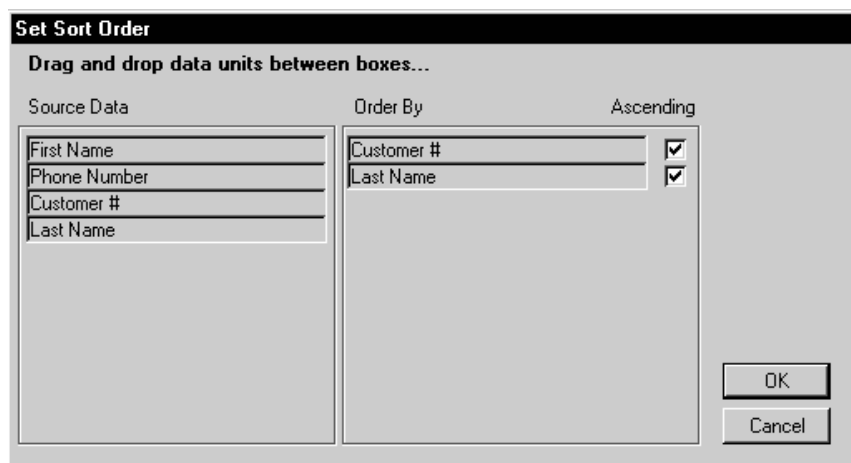 Set Sort Order
Drag and drop data units between boxes...
Source Data Order By Ascending
First Name Customer #
Phone Number Last Name
Customer #
Last Name
OK
Cancel